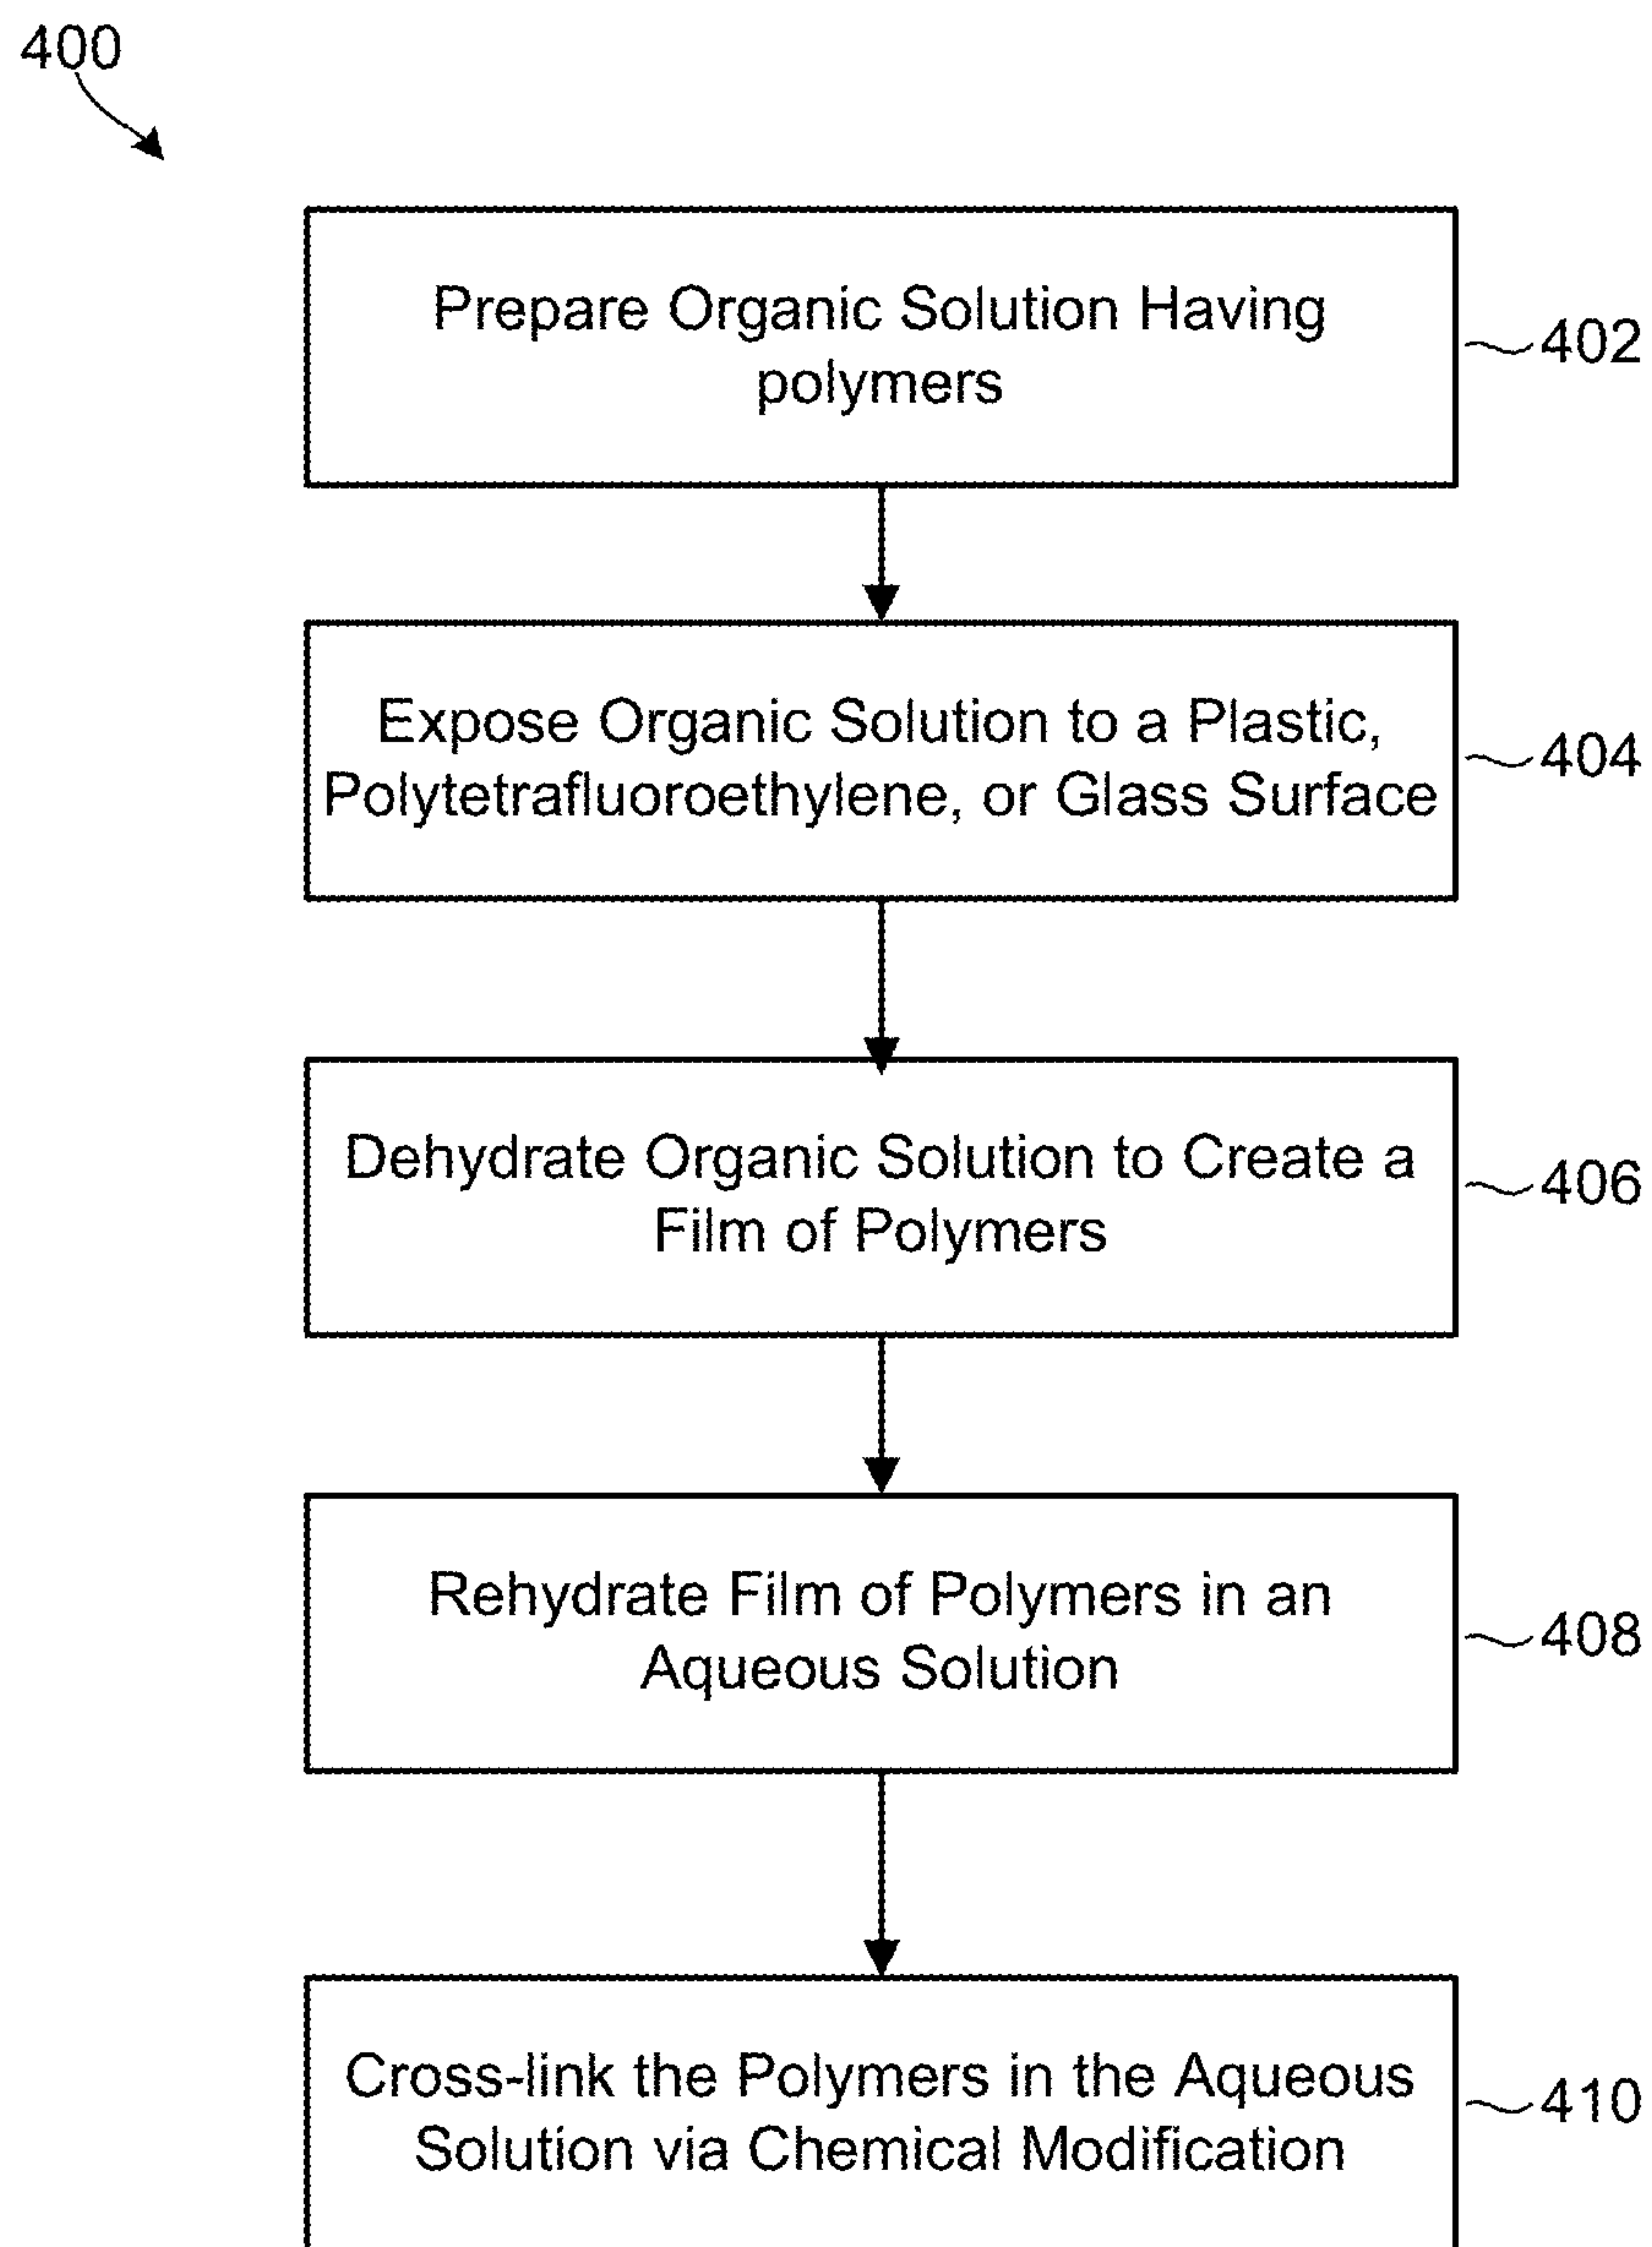 400
Prepare Organic Solution Having
polymers
402
Expose Organic Solution to a Plastic,
Polytetrafluoroethylene, or Glass Surface
404
Dehydrate Organic Solution to Create a
Film of Polymers
406
Rehydrate Film of Polymers in an
Aqueous Solution
408
Cross-link the Polymers in the Aqueous
Solution via Chemical Modification
410